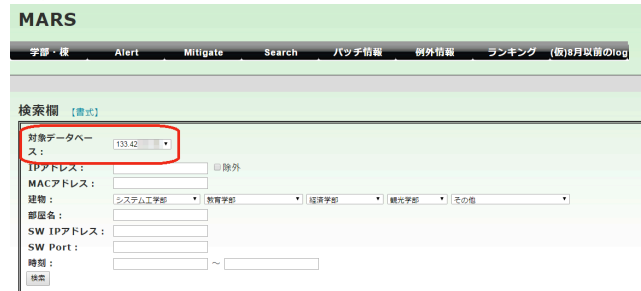 MARS
学部・棟 Alert Mitigate Search パッチ情報 例外情報 ランキング (仮)8月以前のlog
検索欄 【書式】
対象データベー
ス： 133.42
IPアドレス： 除外
MACアドレス：
建物： システム工学部 教育学部 経済学部 観光学部 その他
部屋名：
SW IPアドレス：
SW Port：
時刻： ～
検索